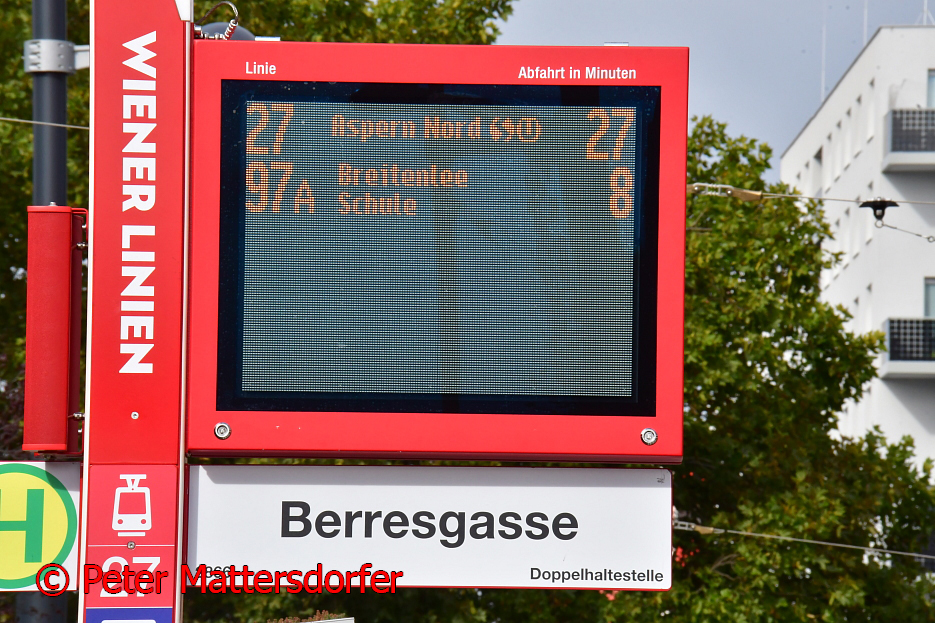 WIENER LINIEN
Linie Abfahrt in Minuten
27 Aspern Nord 27
97A Breitenlee 8
Schule
Berresgasse
Doppelhaltestelle
H
© Peter Mattersdorfer